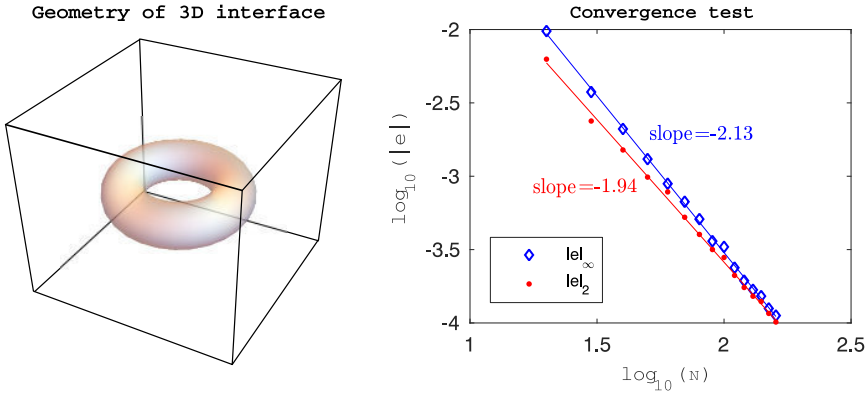 Geometry of 3D interface
Convergence test
-2
-2.5
-3
-3.5
-4
log10(|e|)
slope=-2.13
slope=-1.94
|e|∞
|e|2
1
1.5
2
2.5
log10(N)